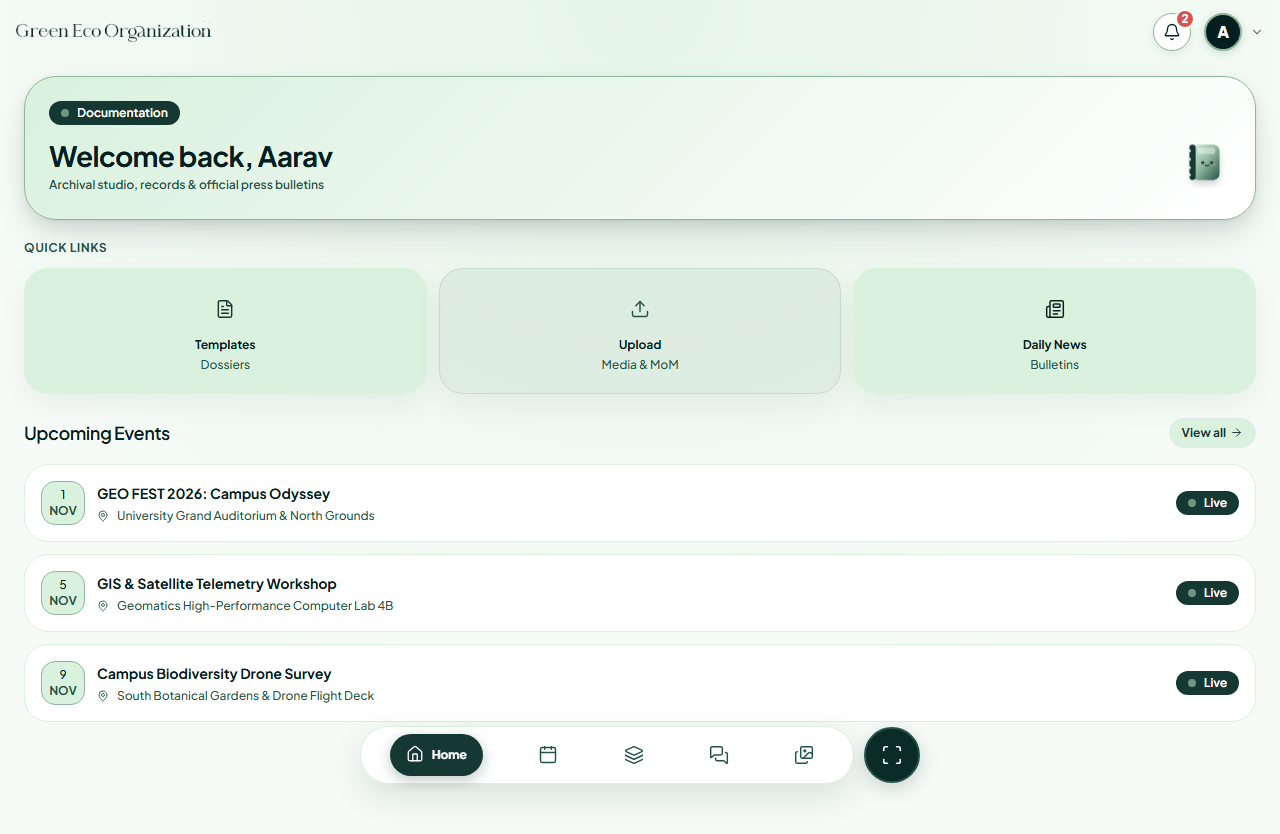 Green Eco Organization
2
A
Documentation
Welcome back, Aarav
Archival studio, records & official press bulletins
QUICK LINKS
Templates
Dossiers
Upload
Media & MoM
Daily News
Bulletins
Upcoming Events
View all →
1
NOV
GEO FEST 2026: Campus Odyssey
University Grand Auditorium & North Grounds
Live
5
NOV
GIS & Satellite Telemetry Workshop
Geomatics High-Performance Computer Lab 4B
Live
9
NOV
Campus Biodiversity Drone Survey
South Botanical Gardens & Drone Flight Deck
Live
Home